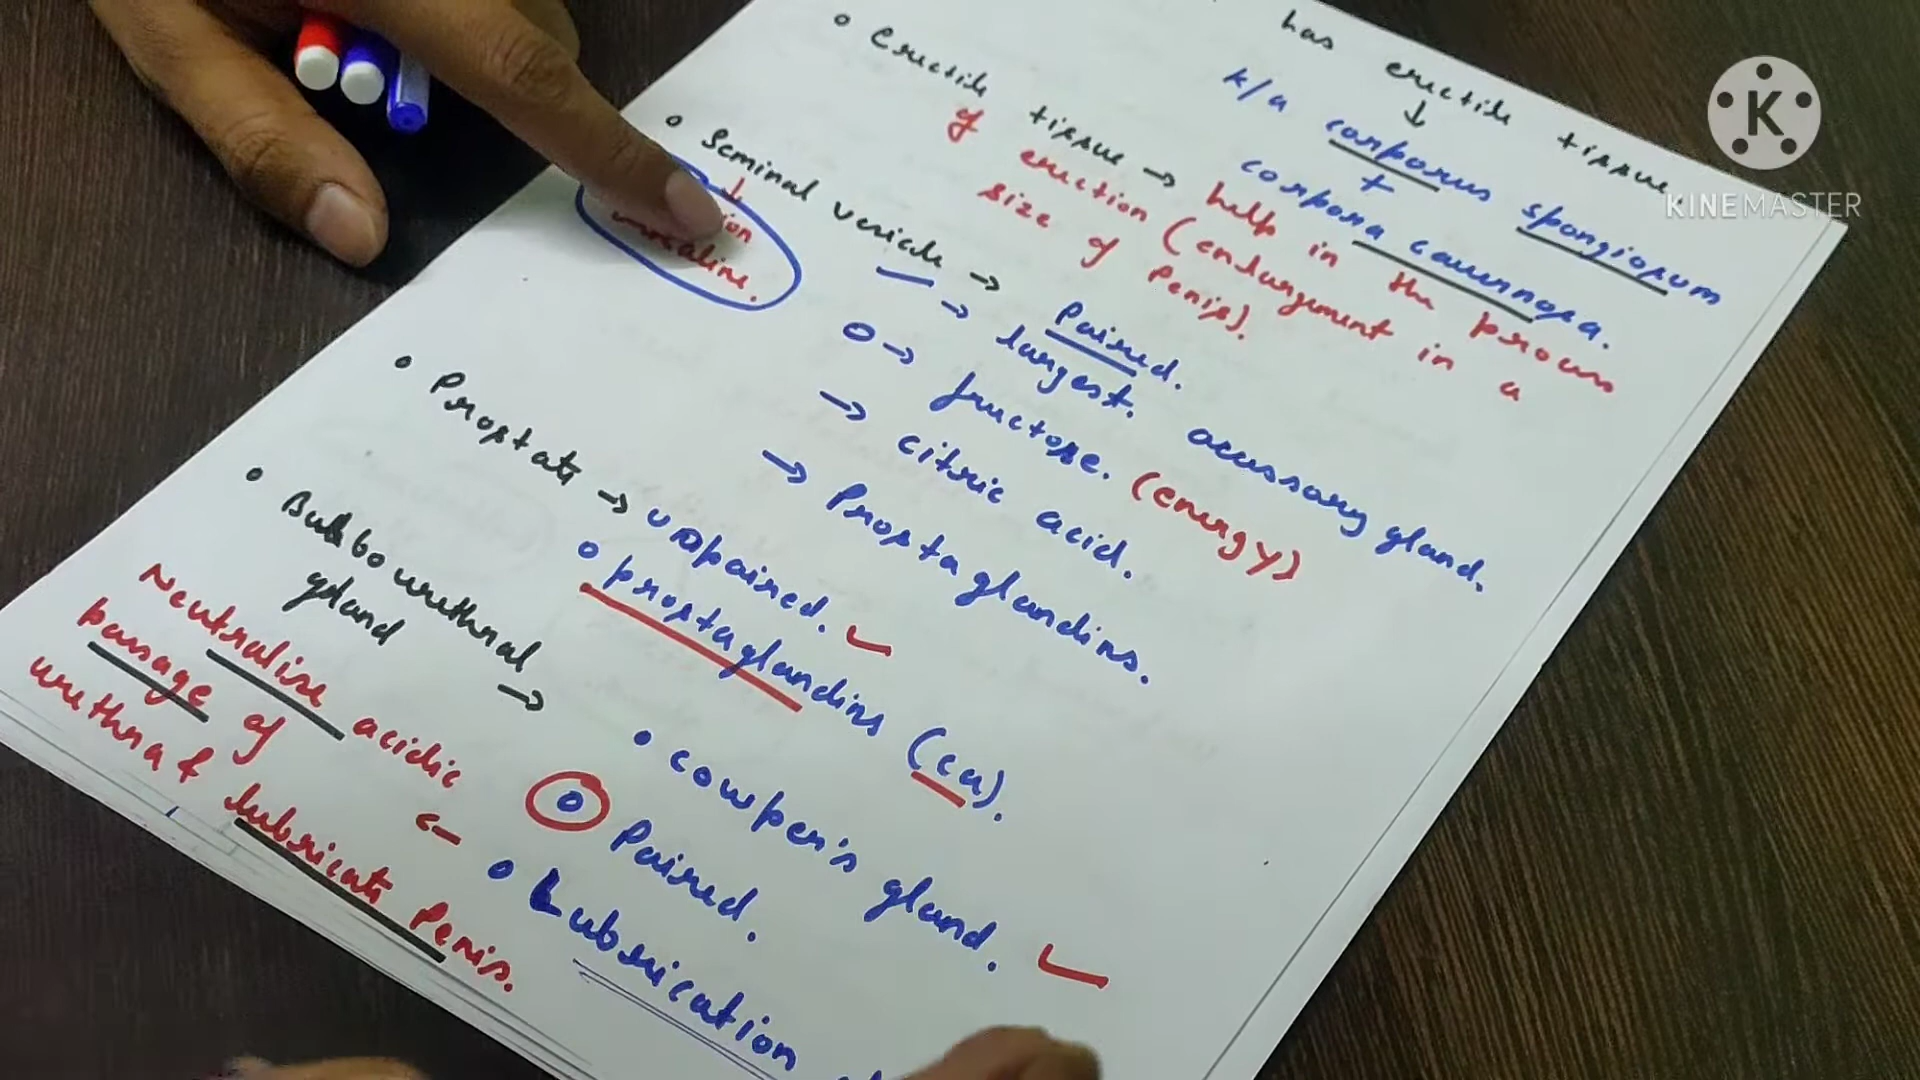 has erectile tissue.
↓
k/a corporus spongiosum
+
corpora cavernosa.
• Erectile tissue → help in the process
of erection (enlargement in a
size of Penis).
• Seminal vesicle → Paired.
→ largest accessory gland.
→ fructose. (energy)
→ citric acid.
→ Prostaglandins.
alkaline.
• Prostate → unpaired.
• prostaglandins (ca).
• Bulbourethral gland →
• cowper's gland.
• Paired.
• Lubrication
← Neutralise acidic
passage of
urethra & lubricate Penis.
K
KINEMASTER